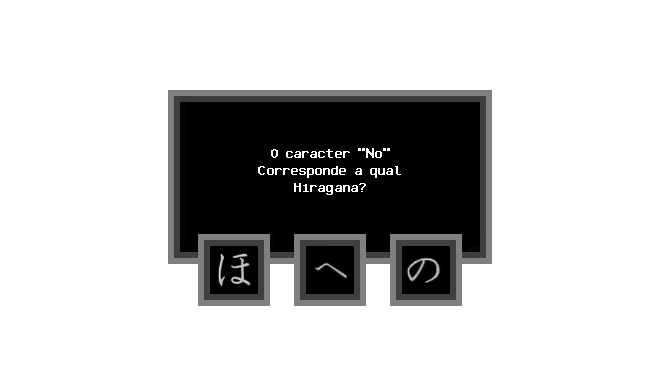 O caracter "No"
Corresponde a qual
Hiragana?
ほ へ の